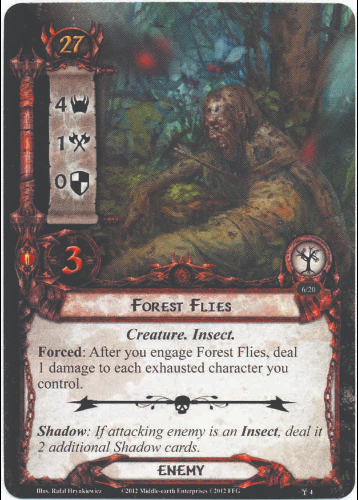 27
4
1
0
3
6/20
Forest Flies
Creature. Insect.
Forced: After you engage Forest Flies, deal
1 damage to each exhausted character you
control.
Shadow: If attacking enemy is an Insect, deal it
2 additional Shadow cards.
ENEMY
Illus. Rafał Hrynkiewicz ©2012 Middle-earth Enterprises ©2012 FFG Y 4